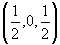 (1/2, 0, 1/2)